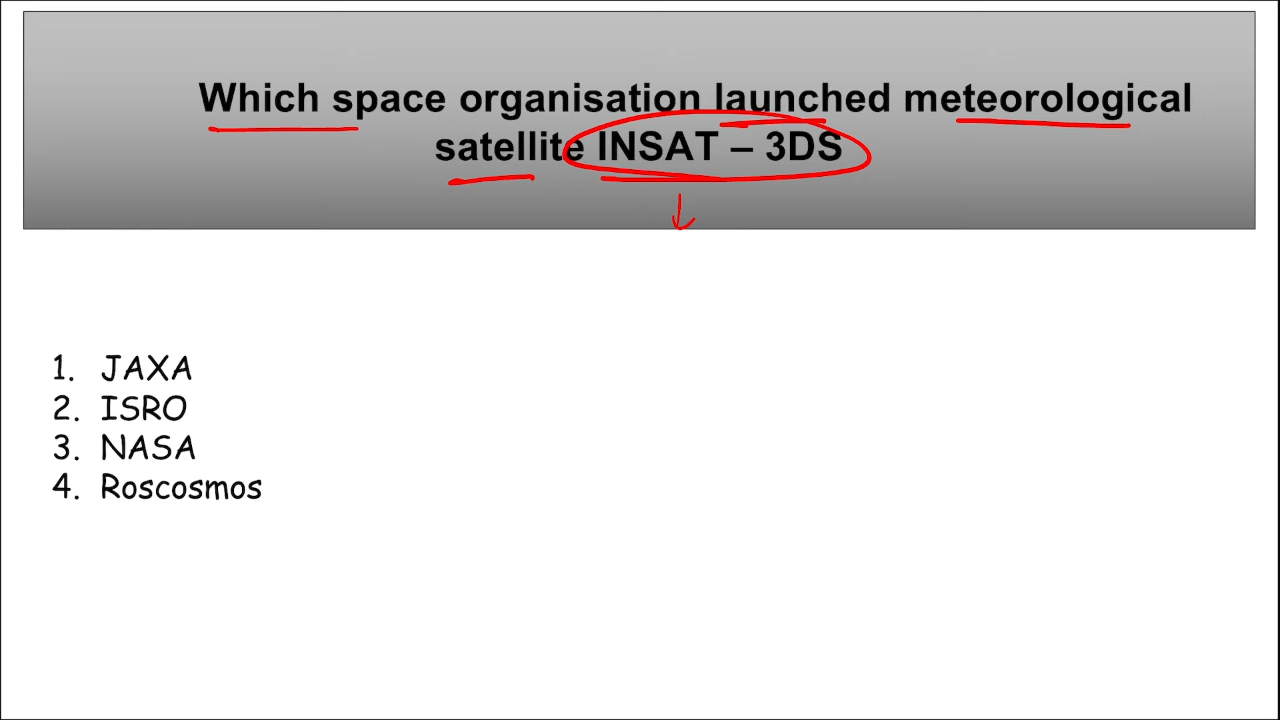 Which space organisation launched meteorological
satellite INSAT – 3DS
1. JAXA
2. ISRO
3. NASA
4. Roscosmos